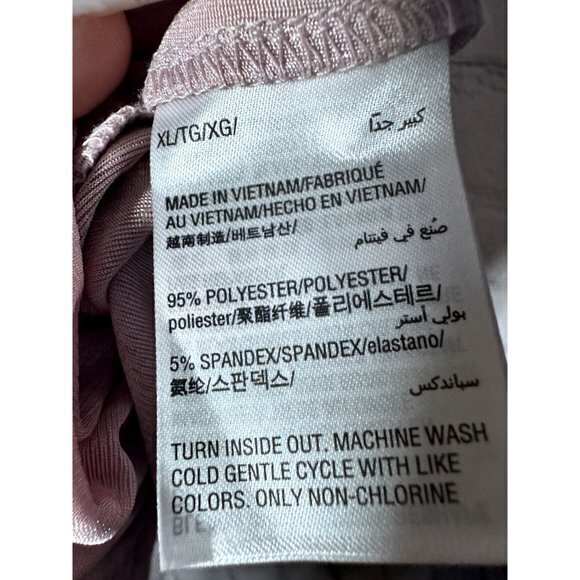 XL/TG/XG/ كبير جدًا
MADE IN VIETNAM/FABRIQUÉ
AU VIETNAM/HECHO EN VIETNAM/
越南制造/베트남산/ صُنع في فيتنام
95% POLYESTER/POLYESTER/
poliester/聚酯纤维/폴리에스테르/
بولي أستر
5% SPANDEX/SPANDEX/elastano/
氨纶/스판덱스/ سباندكس
TURN INSIDE OUT. MACHINE WASH
COLD GENTLE CYCLE WITH LIKE
COLORS. ONLY NON-CHLORINE